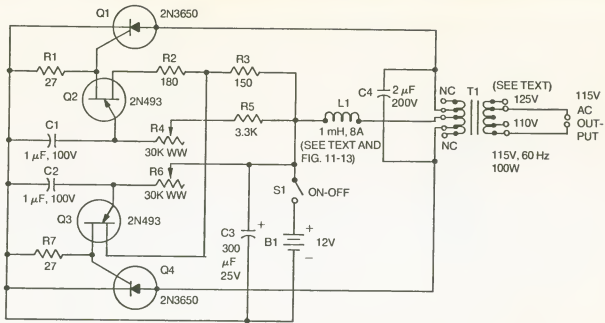 Q1
2N3650
R1
27
R2
180
R3
150
Q2
2N493
R5
3.3K
C4
2 μF
200V
NC
T1
(SEE TEXT)
125V
110V
NC
115V
AC
OUT-
PUT
115V, 60 Hz
100W
L1
1 mH, 8A
(SEE TEXT AND
FIG. 11-13)
C1
1 μF, 100V
R4
30K WW
C2
1 μF, 100V
R6
30K WW
Q3
2N493
S1
ON-OFF
C3
300
μF
25V
+
B1
+
12V
−
R7
27
Q4
2N3650